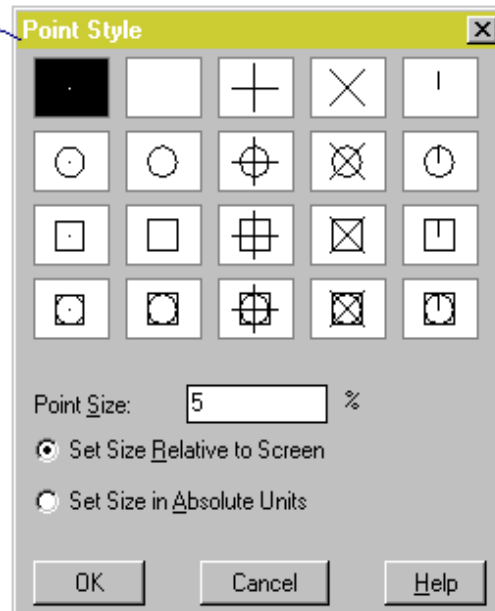 Point Style
Point Size: 5 %
Set Size Relative to Screen
Set Size in Absolute Units
OK Cancel Help